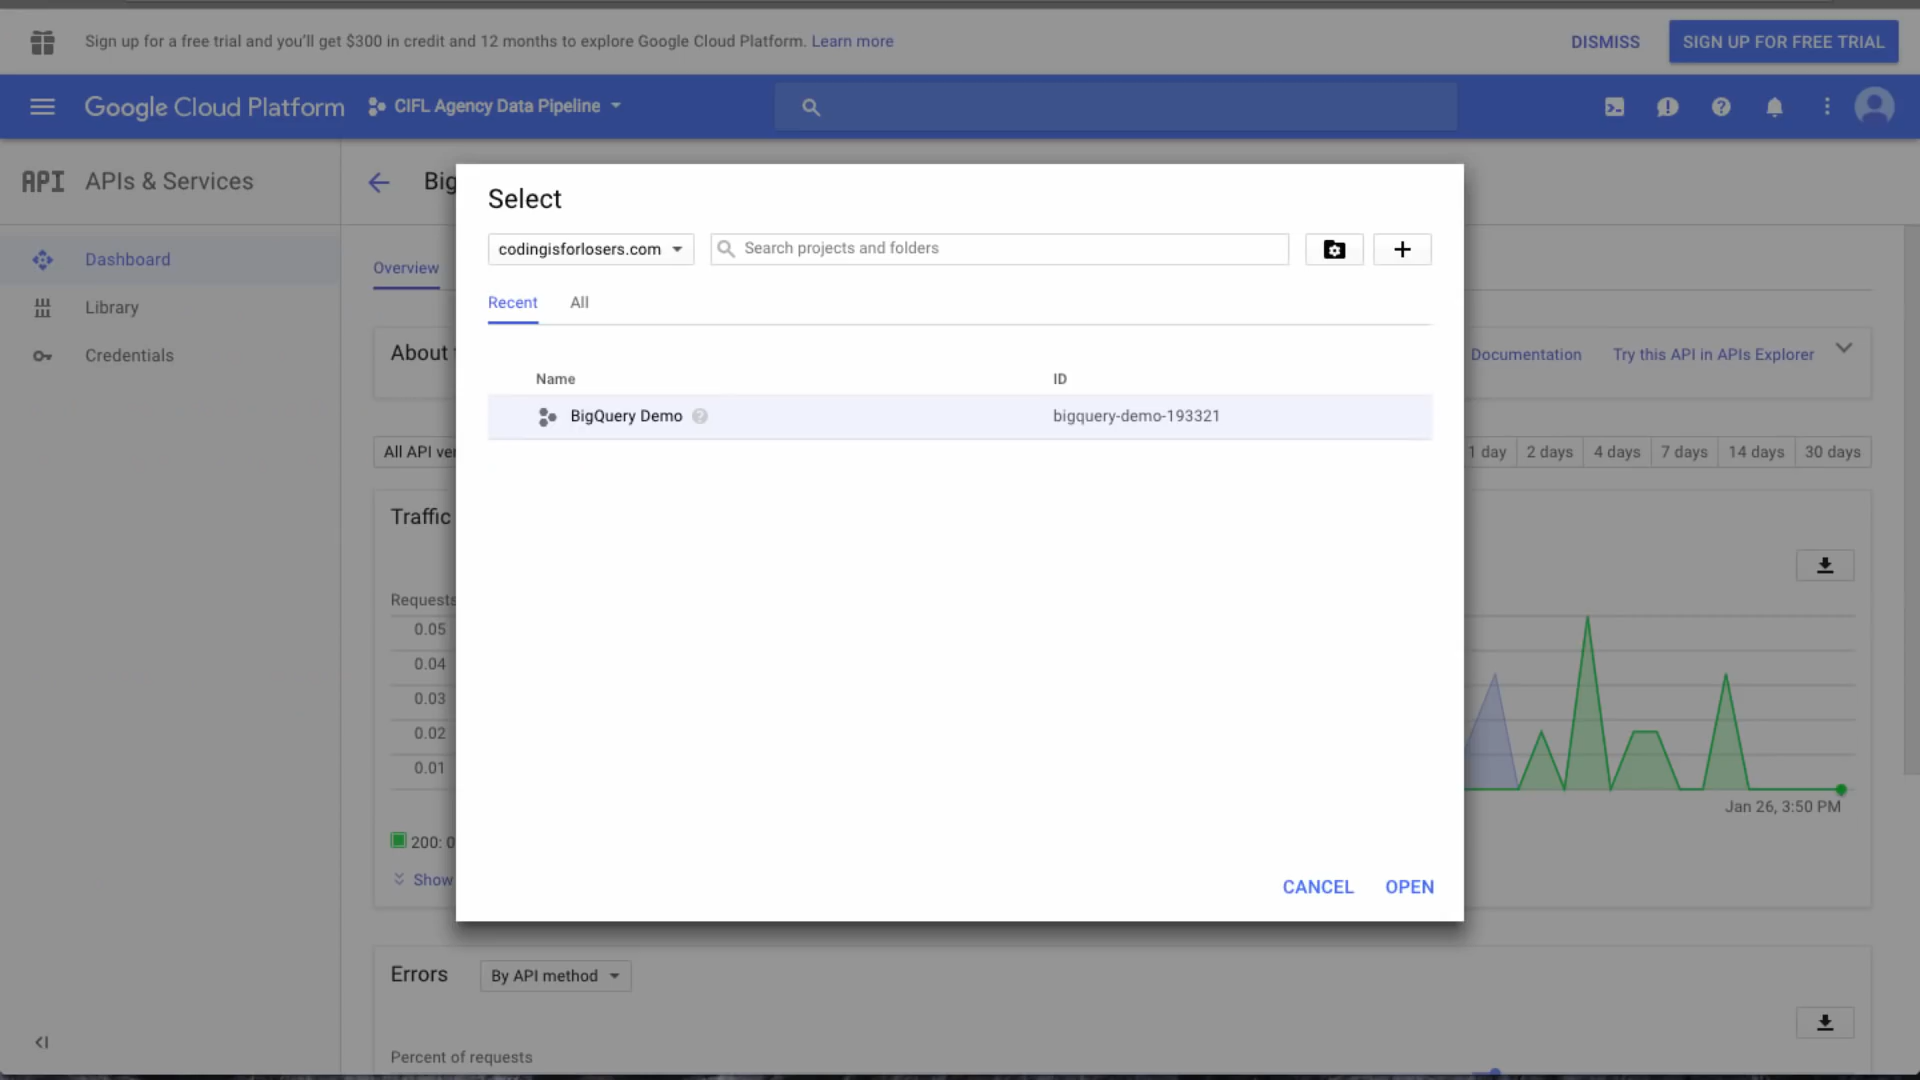 Sign up for a free trial and you'll get $300 in credit and 12 months to explore Google Cloud Platform. Learn more
DISMISS
SIGN UP FOR FREE TRIAL
Google Cloud Platform
CIFL Agency Data Pipeline
API APIs & Services
Big
Dashboard
Library
Credentials
Overview
Select
codingisforlosers.com
Search projects and folders
Recent
All
Name
ID
BigQuery Demo
bigquery-demo-193321
CANCEL
OPEN
About
Documentation
Try this API in APIs Explorer
All API ver
1 day
2 days
4 days
7 days
14 days
30 days
Traffic
Requests
0.05
0.04
0.03
0.02
0.01
Jan 26, 3:50 PM
200: 0
Show
Errors
By API method
Percent of requests